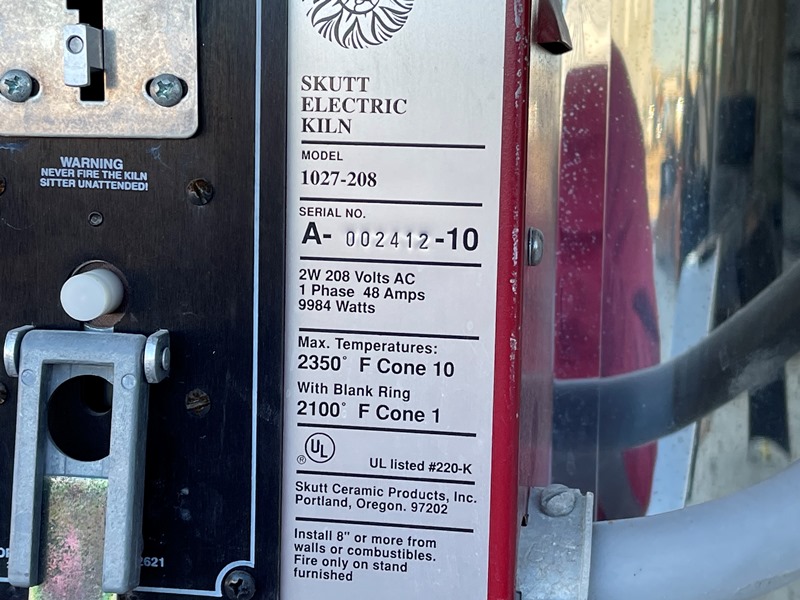 SKUTT
ELECTRIC
KILN
MODEL
1027-208
SERIAL NO.
A- 002412-10
2W 208 Volts AC
1 Phase 48 Amps
9984 Watts
Max. Temperatures:
2350° F Cone 10
With Blank Ring
2100° F Cone 1
UL ®
UL listed #220-K
Skutt Ceramic Products, Inc.
Portland, Oregon. 97202
Install 8" or more from
walls or combustibles.
Fire only on stand
furnished
WARNING
NEVER FIRE THE KILN
SITTER UNATTENDED!
2621